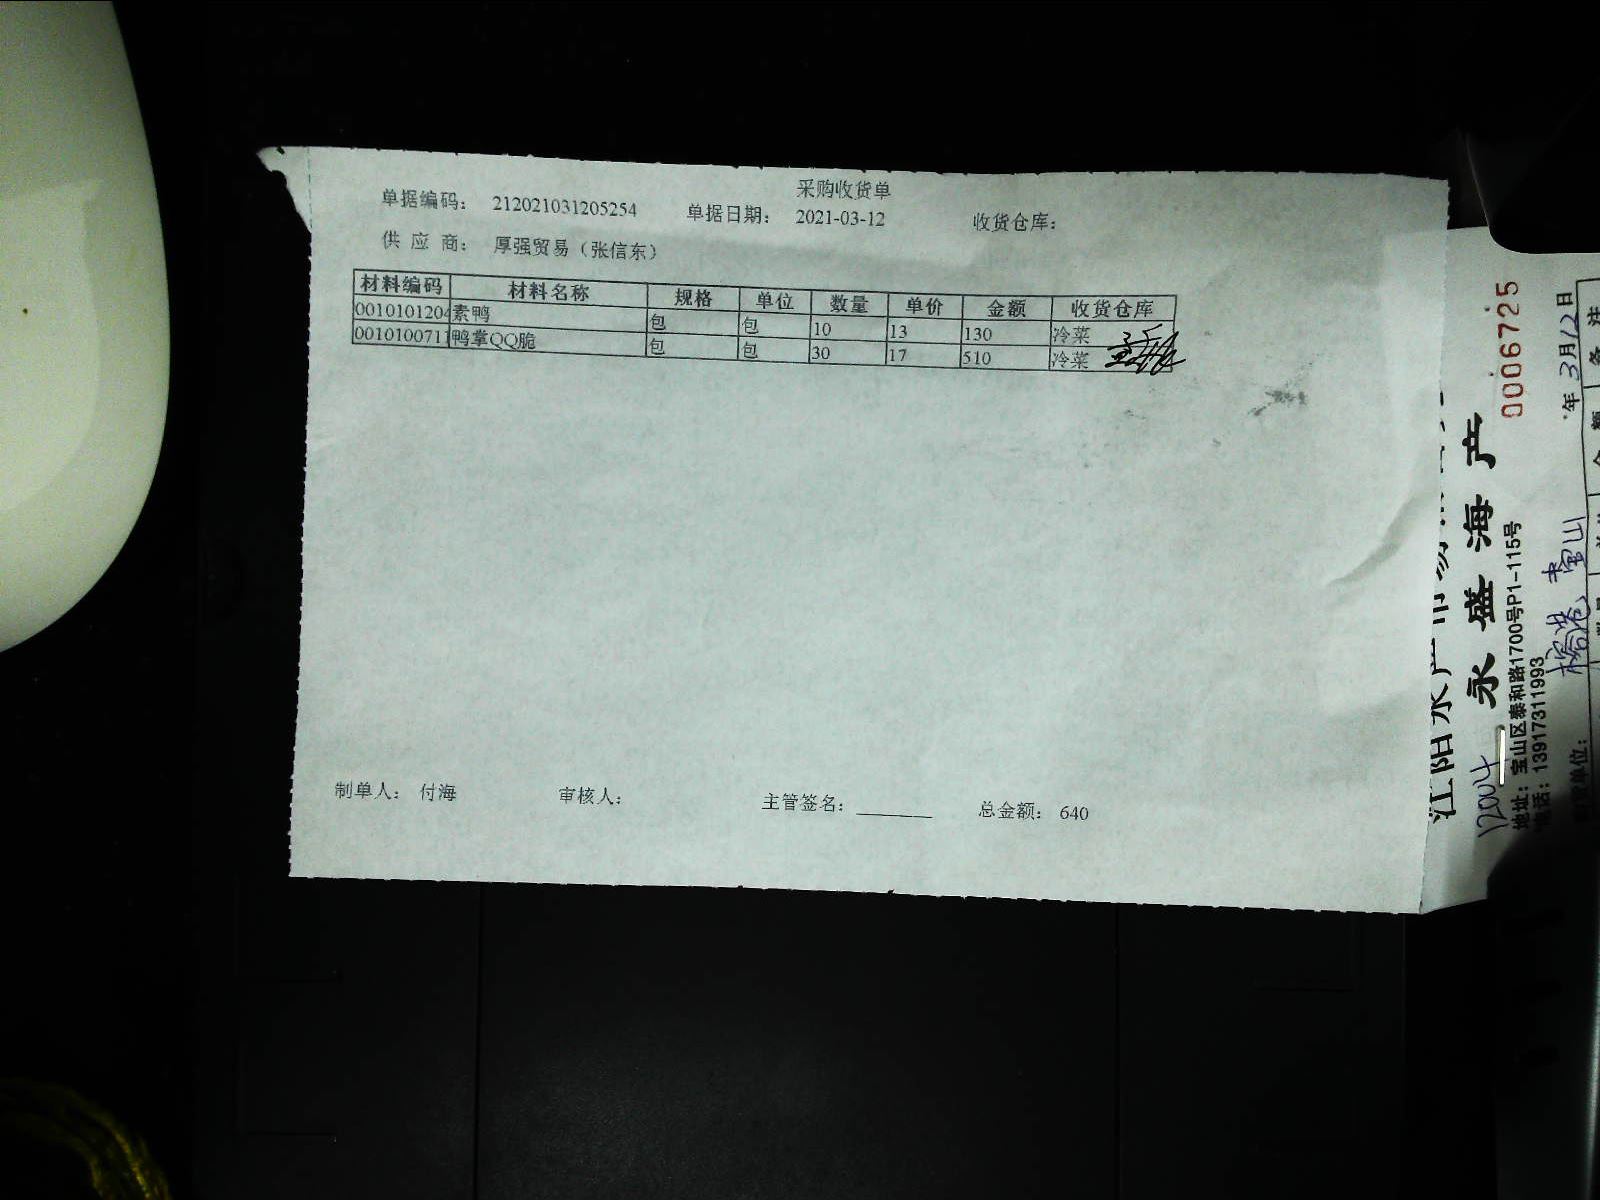 采购收货单
单据编码： 212021031205254 单据日期： 2021-03-12 收货仓库：
供 应 商： 厚强贸易（张信东）
材料编码 材料名称 规格 单位 数量 单价 金额 收货仓库
0010101204 素鸭 包 包 10 13 130 冷菜
0010100711 鸭掌QQ脆 包 包 30 17 510 冷菜
制单人： 付海 审核人： 主管签名： 总金额： 640
永盛海产
0006725
地址：宝山区泰和路1700号P1-115号
电话：13917311993
年 3月12日